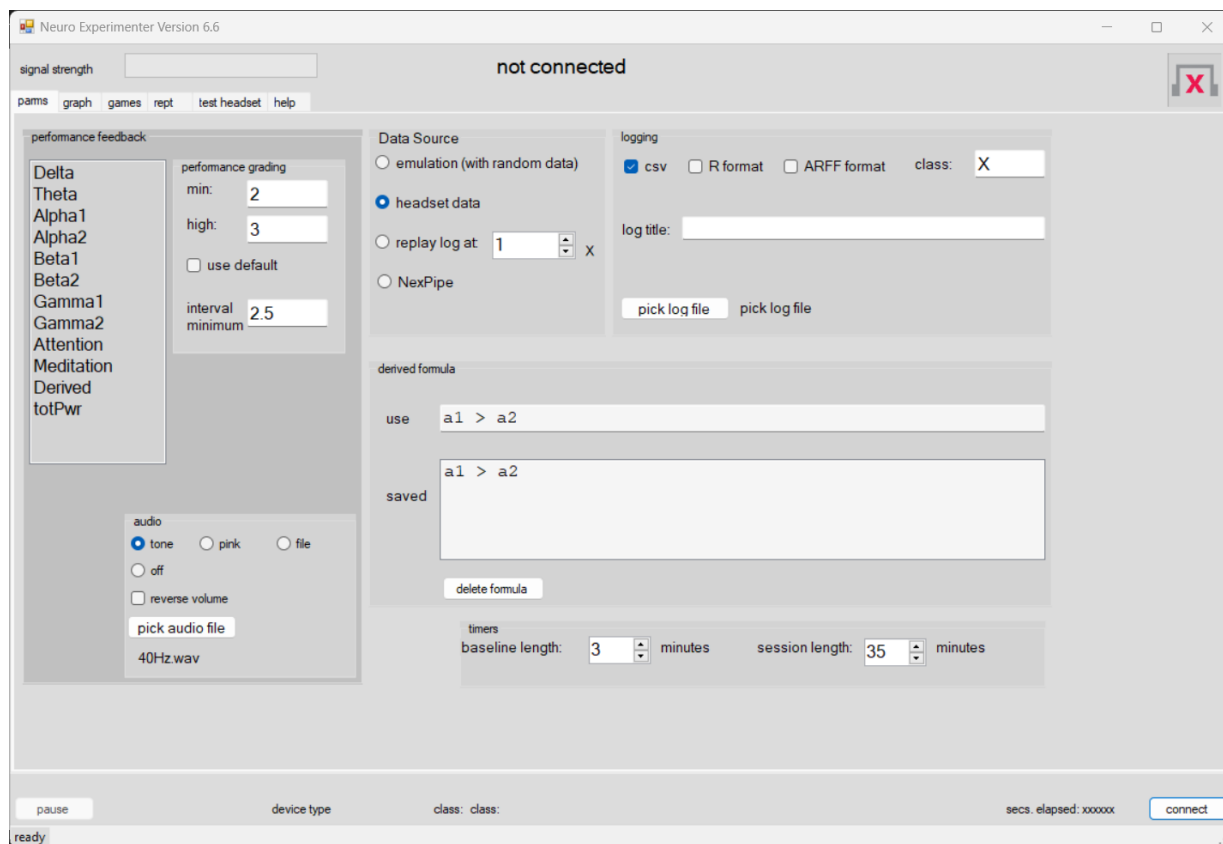 Neuro Experimenter Version 6.6
signal strength
not connected
X
parms graph games rept test headset help
performance feedback
Delta
Theta
Alpha1
Alpha2
Beta1
Beta2
Gamma1
Gamma2
Attention
Meditation
Derived
totPwr
performance grading
min: 2
high: 3
use default
interval
minimum 2.5
audio
tone pink file
off
reverse volume
pick audio file
40Hz.wav
Data Source
emulation (with random data)
headset data
replay log at: 1 X
NexPipe
logging
csv R format ARFF format class: X
log title:
pick log file pick log file
derived formula
use a1 > a2
saved a1 > a2
delete formula
timers
baseline length: 3 minutes session length: 35 minutes
pause device type class: class: secs. elapsed: xxxxxx connect
ready